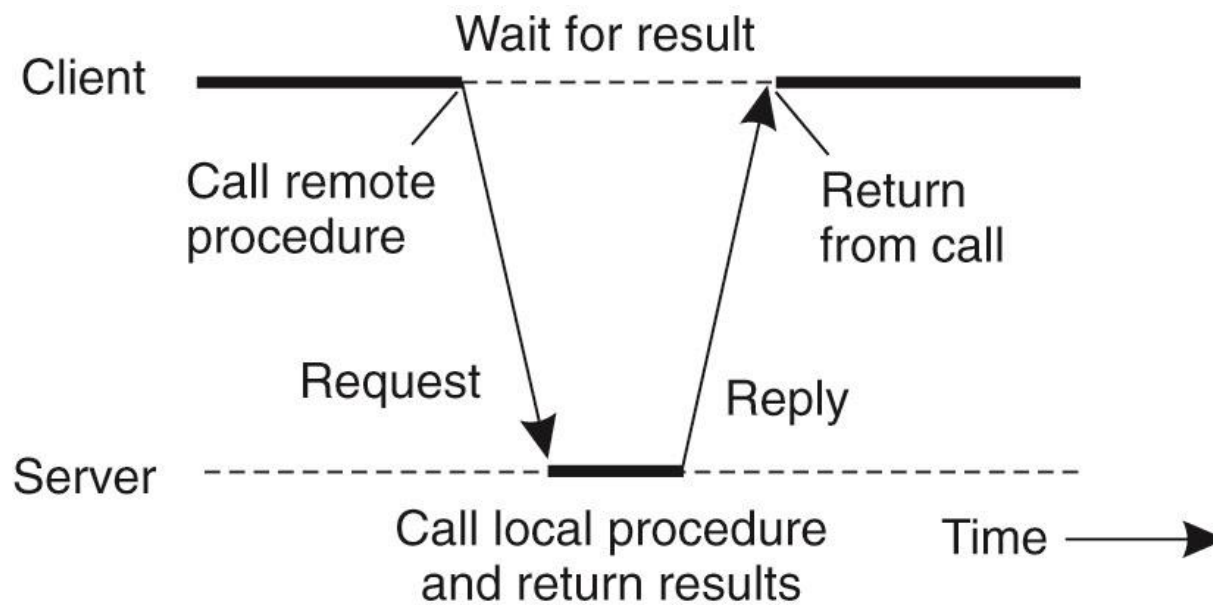 Wait for result
Client
Call remote
procedure
Return
from call
Request
Reply
Server
Call local procedure
and return results
Time